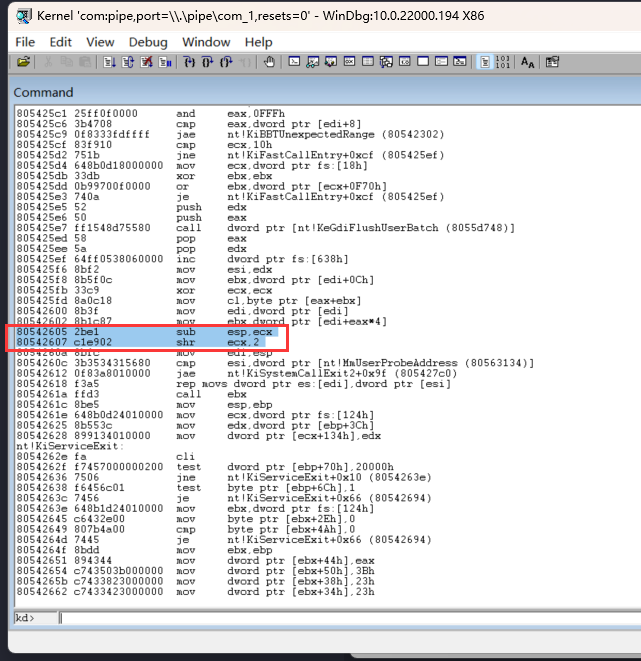 Kernel 'com:pipe,port=\\.\pipe\com_1,resets=0' - WinDbg:10.0.22000.194 X86
File Edit View Debug Window Help
Command
805425c1 25ff0f0000 and eax,0FFFh
805425c6 3b4708 cmp eax,dword ptr [edi+8]
805425c9 0f8333fdffff jae nt!KiBBTUnexpectedRange (80542302)
805425cf 83f910 cmp ecx,10h
805425d2 751b jne nt!KiFastCallEntry+0xcf (805425ef)
805425d4 648b0d18000000 mov ecx,dword ptr fs:[18h]
805425db 33db xor ebx,ebx
805425dd 0b99700f0000 or ebx,dword ptr [ecx+0F70h]
805425e3 740a je nt!KiFastCallEntry+0xcf (805425ef)
805425e5 52 push edx
805425e6 50 push eax
805425e7 ff1548d75580 call dword ptr [nt!KeGdiFlushUserBatch (8055d748)]
805425ed 58 pop eax
805425ee 5a pop edx
805425ef 64ff0538060000 inc dword ptr fs:[638h]
805425f6 8bf2 mov esi,edx
805425f8 8b5f0c mov ebx,dword ptr [edi+0Ch]
805425fb 33c9 xor ecx,ecx
805425fd 8a0c18 mov cl,byte ptr [eax+ebx]
80542600 8b3f mov edi,dword ptr [edi]
80542602 8b1c87 mov ebx,dword ptr [edi+eax*4]
80542605 2be1 sub esp,ecx
80542607 c1e902 shr ecx,2
8054260a 8bfc mov edi,esp
8054260c 3b3534315680 cmp esi,dword ptr [nt!MmUserProbeAddress (80563134)]
80542612 0f83a8010000 jae nt!KiSystemCallExit2+0x9f (805427c0)
80542618 f3a5 rep movs dword ptr es:[edi],dword ptr [esi]
8054261a ffd3 call ebx
8054261c 8be5 mov esp,ebp
8054261e 648b0d24010000 mov ecx,dword ptr fs:[124h]
80542625 8b553c mov edx,dword ptr [ebp+3Ch]
80542628 899134010000 mov dword ptr [ecx+134h],edx
nt!KiServiceExit:
8054262e fa cli
8054262f f7457000000200 test dword ptr [ebp+70h],20000h
80542636 7506 jne nt!KiServiceExit+0x10 (8054263e)
80542638 f6456c01 test byte ptr [ebp+6Ch],1
8054263c 7456 je nt!KiServiceExit+0x66 (80542694)
8054263e 648b1d24010000 mov ebx,dword ptr fs:[124h]
80542645 c6432e00 mov byte ptr [ebx+2Eh],0
80542649 807b4a00 cmp byte ptr [ebx+4Ah],0
8054264d 7445 je nt!KiServiceExit+0x66 (80542694)
8054264f 8bdd mov ebx,ebp
80542651 894344 mov dword ptr [ebx+44h],eax
80542654 c743503b000000 mov dword ptr [ebx+50h],3Bh
8054265b c7433823000000 mov dword ptr [ebx+38h],23h
80542662 c7433423000000 mov dword ptr [ebx+34h],23h
kd>